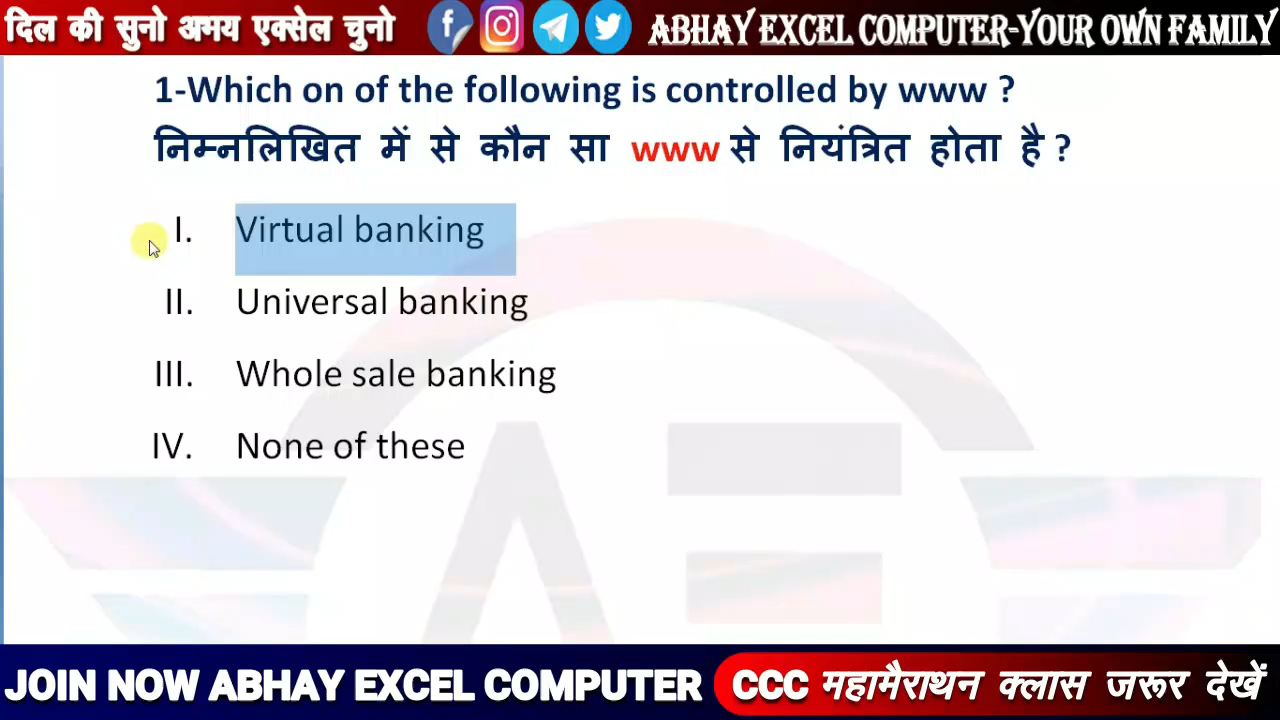 दिल की सुनो अभय एक्सेल चुनो ABHAY EXCEL COMPUTER-YOUR OWN FAMILY
1-Which on of the following is controlled by www ?
निम्नलिखित में से कौन सा www से नियंत्रित होता है ?
I. Virtual banking
II. Universal banking
III. Whole sale banking
IV. None of these
JOIN NOW ABHAY EXCEL COMPUTER CCC महामैराथन क्लास जरूर देखें